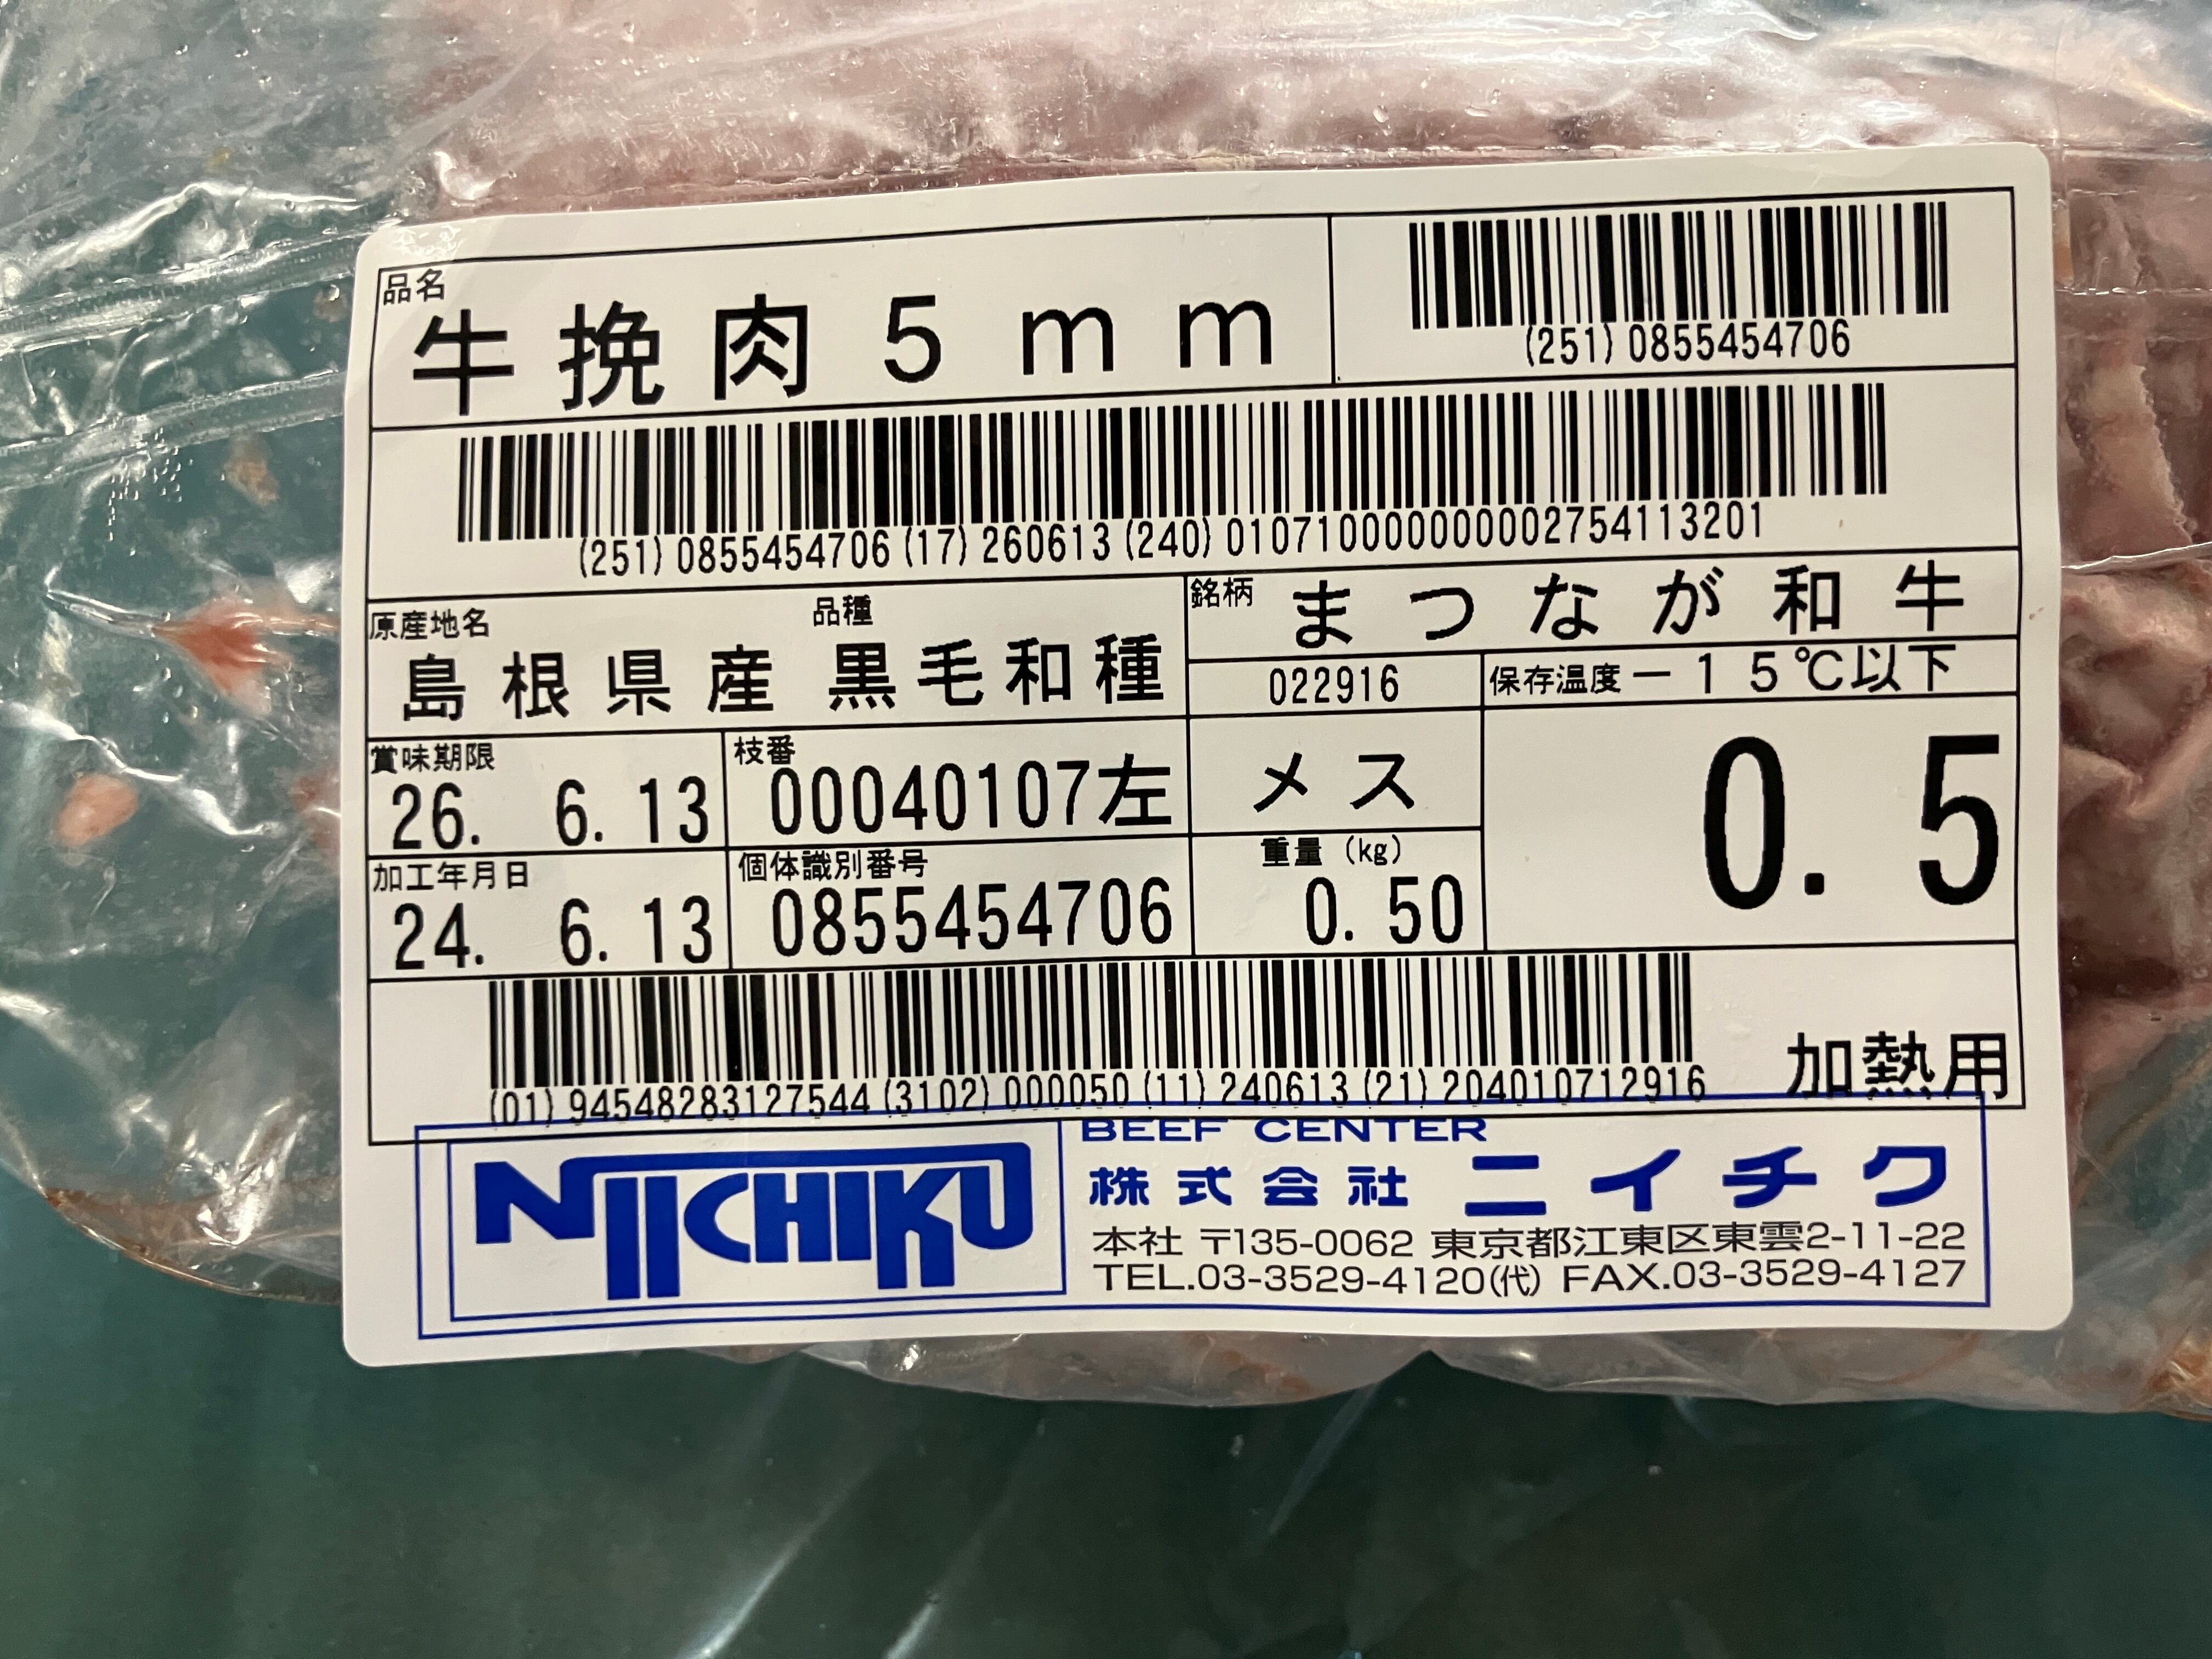 品名
牛挽肉5mm
(251) 0855454706
(251) 0855454706 (17) 260613 (240) 010710000000002754113201
原産地名 品種
島根県産 黒毛和種
銘柄 まつなが和牛
022916
保存温度 -15℃以下
賞味期限
26. 6.13
枝番
00040107左
メス
0.5
加工年月日
24. 6.13
個体識別番号
0855454706
重量 (kg)
0.50
(01) 94548283127544 (3102) 000050 (11) 240613 (21) 204010712916
加熱用
NIICHIKU
BEEF CENTER
株式会社 ニイチク
本社 〒135-0062 東京都江東区東雲2-11-22
TEL.03-3529-4120(代) FAX.03-3529-4127